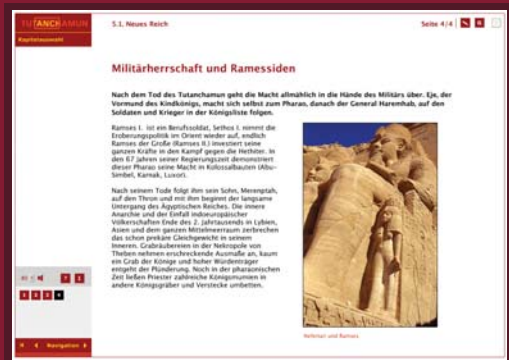 TUTANCHAMUN
5.1. Neues Reich
Seite 4/4
Kapitelauswahl
Militärherrschaft und Ramessiden
Nach dem Tod des Tutanchamun geht die Macht allmählich in die Hände des Militärs über. Eje, der
Vormund des Kindkönigs, macht sich selbst zum Pharao, danach der General Haremhab, auf den
Soldaten und Krieger in der Königsliste folgen.
Ramses I. ist ein Berufssoldat, Sethos I. nimmt die
Eroberungspolitik im Orient wieder auf, endlich
Ramses der Große (Ramses II.) investiert seine
ganzen Kräfte in den Kampf gegen die Hethiter. In
den 67 Jahren seiner Regierungszeit demonstriert
dieser Pharao seine Macht in Kolossalbauten (Abu-
Simbel, Karnak, Luxor).
Nach seinem Tode folgt ihm sein Sohn, Merenptah,
auf den Thron und mit ihm beginnt der langsame
Untergang des Ägyptischen Reiches. Die innere
Anarchie und der Einfall indoeuropäischer
Völkerschaften Ende des 2. Jahrtausends in Lybien,
Asien und dem ganzen Mittelmeerraum zerbrechen
das schon prekäre Gleichgewicht in seinem
Inneren. Grabräubereien in der Nekropole von
Theben nehmen erschreckende Ausmaße an, kaum
ein Grab der Könige und hoher Würdenträger
entgeht der Plünderung. Noch in der pharaonischen
Zeit ließen Priester zahlreiche Königsmumien in
andere Königsgräber und Verstecke umbetten.
1 2 3 4
Navigation